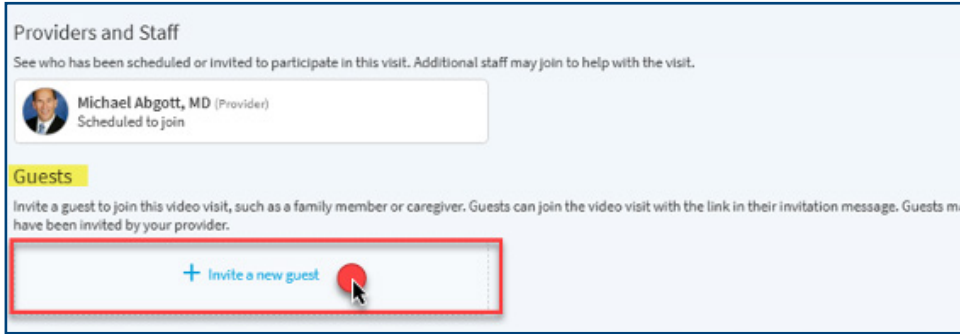 Providers and Staff
See who has been scheduled or invited to participate in this visit. Additional staff may join to help with the visit.
Michael Abgott, MD (Provider)
Scheduled to join
Guests
Invite a guest to join this video visit, such as a family member or caregiver. Guests can join the video visit with the link in their invitation message. Guests
have been invited by your provider.
+ Invite a new guest